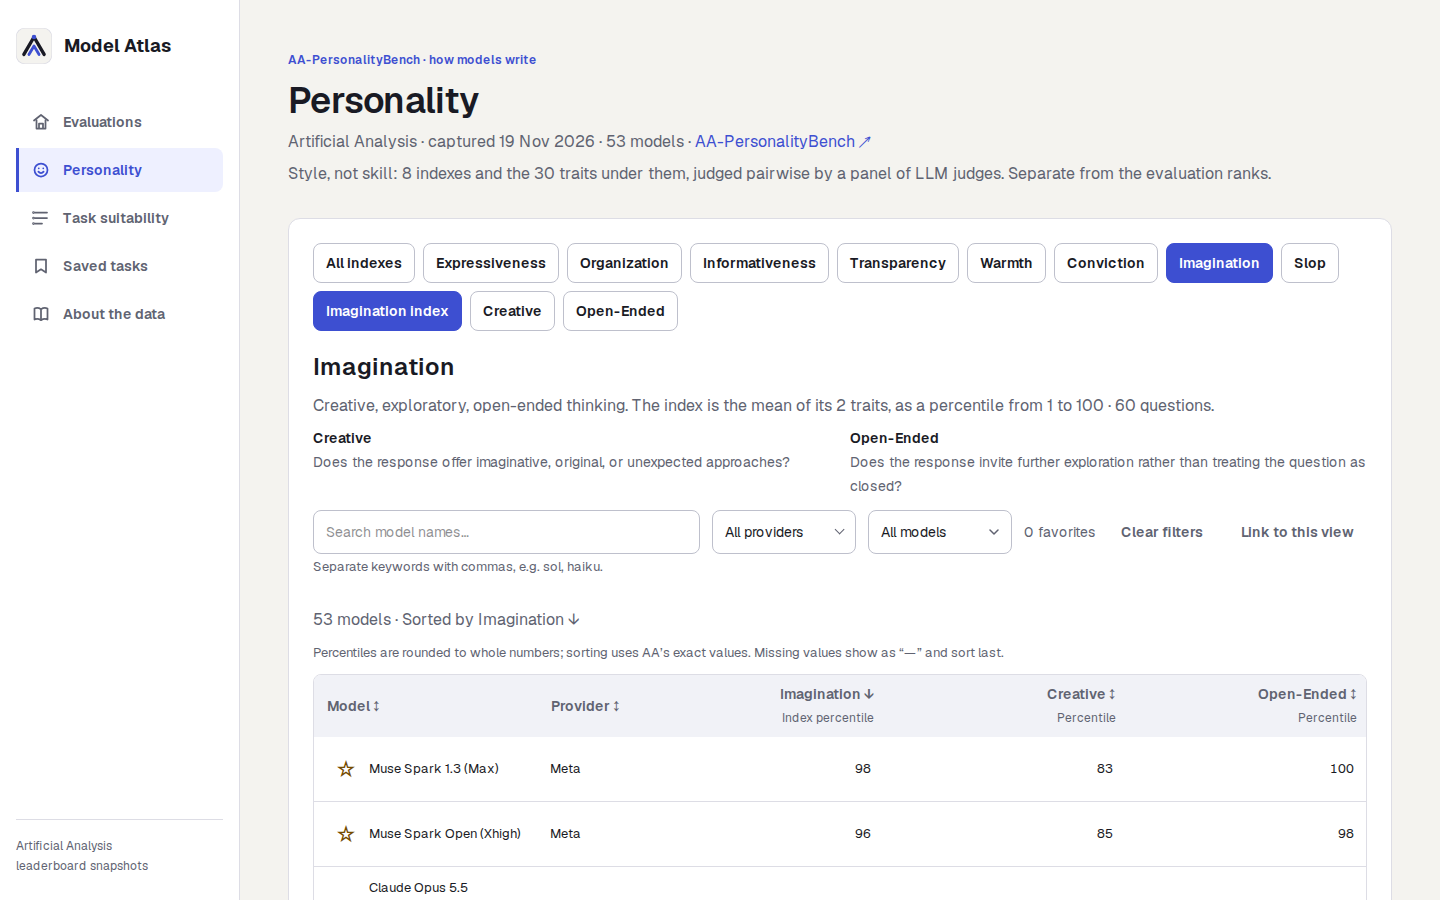 Model Atlas
Evaluations
Personality
Task suitability
Saved tasks
About the data
Artificial Analysis
leaderboard snapshots
AA-PersonalityBench · how models write
Personality
Artificial Analysis · captured 19 Nov 2026 · 53 models · AA-PersonalityBench ↗
Style, not skill: 8 indexes and the 30 traits under them, judged pairwise by a panel of LLM judges. Separate from the evaluation ranks.
All indexes Expressiveness Organization Informativeness Transparency Warmth Conviction Imagination Slop
Imagination Index Creative Open-Ended
Imagination
Creative, exploratory, open-ended thinking. The index is the mean of its 2 traits, as a percentile from 1 to 100 · 60 questions.
Creative
Does the response offer imaginative, original, or unexpected approaches?
Open-Ended
Does the response invite further exploration rather than treating the question as
closed?
Search model names… All providers All models 0 favorites Clear filters Link to this view
Separate keywords with commas, e.g. sol, haiku.
53 models · Sorted by Imagination ↓
Percentiles are rounded to whole numbers; sorting uses AA's exact values. Missing values show as “—” and sort last.
Model ↕ Provider ↕ Imagination ↓ Creative ↕ Open-Ended ↕
Index percentile Percentile Percentile
Muse Spark 1.3 (Max) Meta 98 83 100
Muse Spark Open (Xhigh) Meta 96 85 98
Claude Opus 5.5